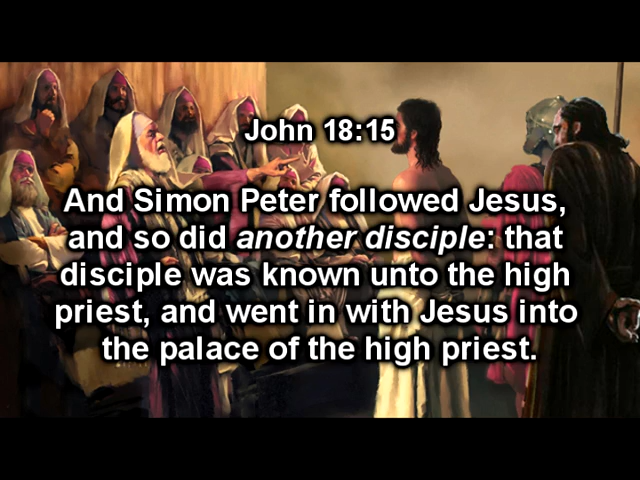 John 18:15
And Simon Peter followed Jesus,
and so did another disciple: that
disciple was known unto the high
priest, and went in with Jesus into
the palace of the high priest.